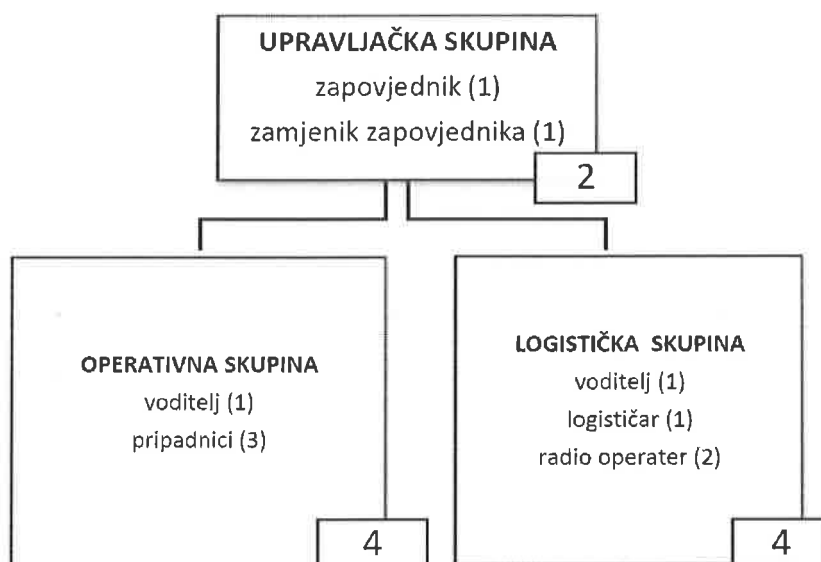 UPRAVLJAČKA SKUPINA
zapovjednik (1)
zamjenik zapovjednika (1)
2
OPERATIVNA SKUPINA
voditelj (1)
pripadnici (3)
4
LOGISTIČKA SKUPINA
voditelj (1)
logističar (1)
radio operater (2)
4